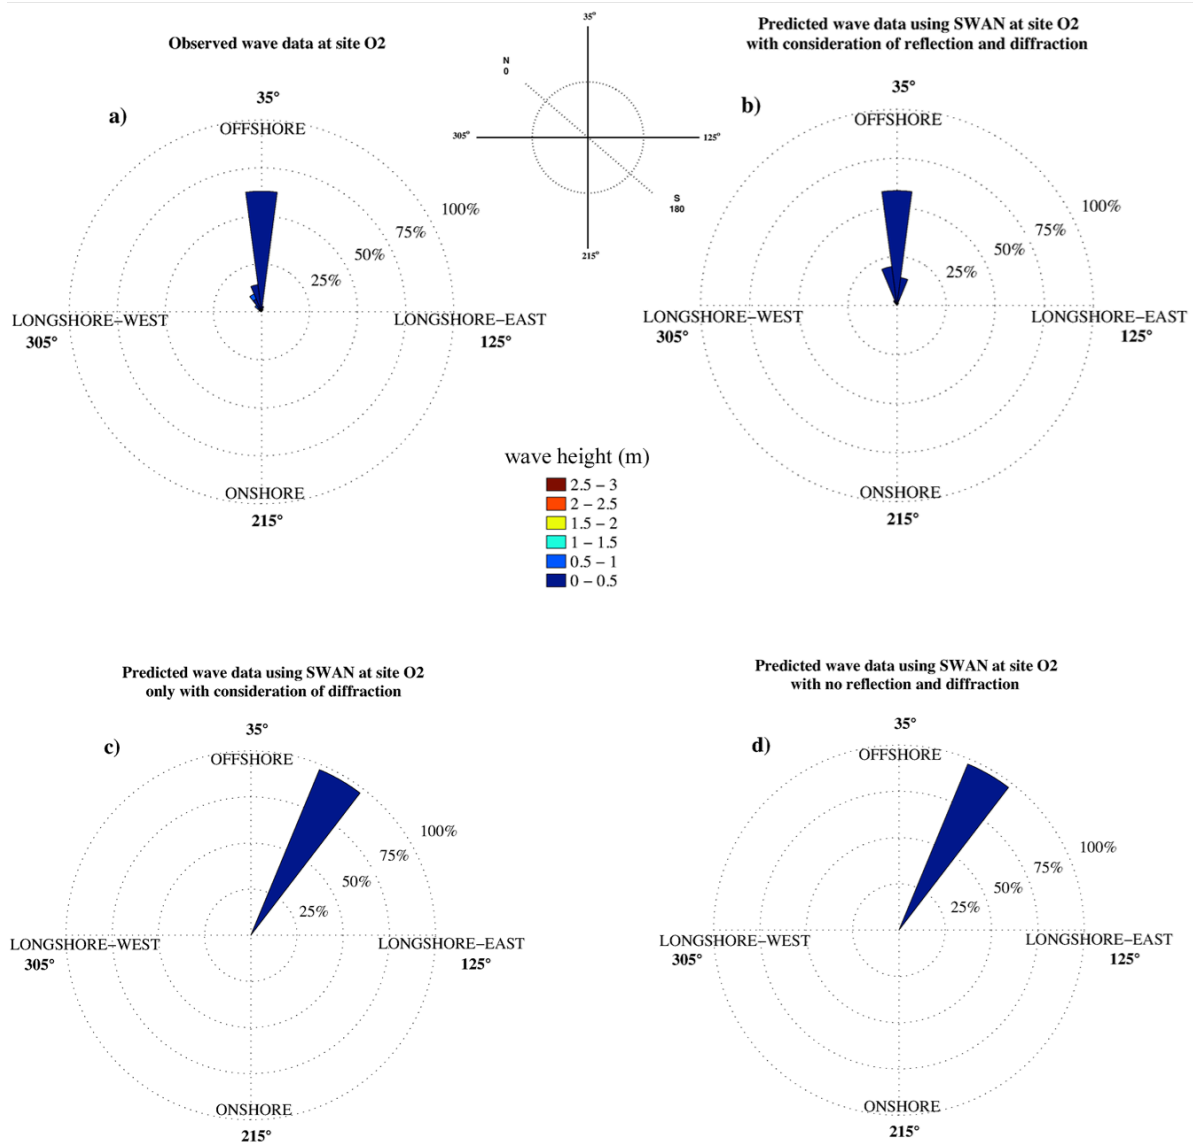 Observed wave data at site O2
a)
35°
OFFSHORE
100%
75%
50%
25%
LONGSHORE–WEST
305°
LONGSHORE–EAST
125°
ONSHORE
215°
35°
N
0
305°
125°
S
180
215°
Predicted wave data using SWAN at site O2
with consideration of reflection and diffraction
b)
35°
OFFSHORE
100%
75%
50%
25%
LONGSHORE–WEST
305°
LONGSHORE–EAST
125°
ONSHORE
215°
wave height (m)
2.5 – 3
2 – 2.5
1.5 – 2
1 – 1.5
0.5 – 1
0 – 0.5
Predicted wave data using SWAN at site O2
only with consideration of diffraction
c)
35°
OFFSHORE
100%
75%
50%
25%
LONGSHORE–WEST
305°
LONGSHORE–EAST
125°
ONSHORE
215°
Predicted wave data using SWAN at site O2
with no reflection and diffraction
d)
35°
OFFSHORE
100%
75%
50%
25%
LONGSHORE–WEST
305°
LONGSHORE–EAST
125°
ONSHORE
215°